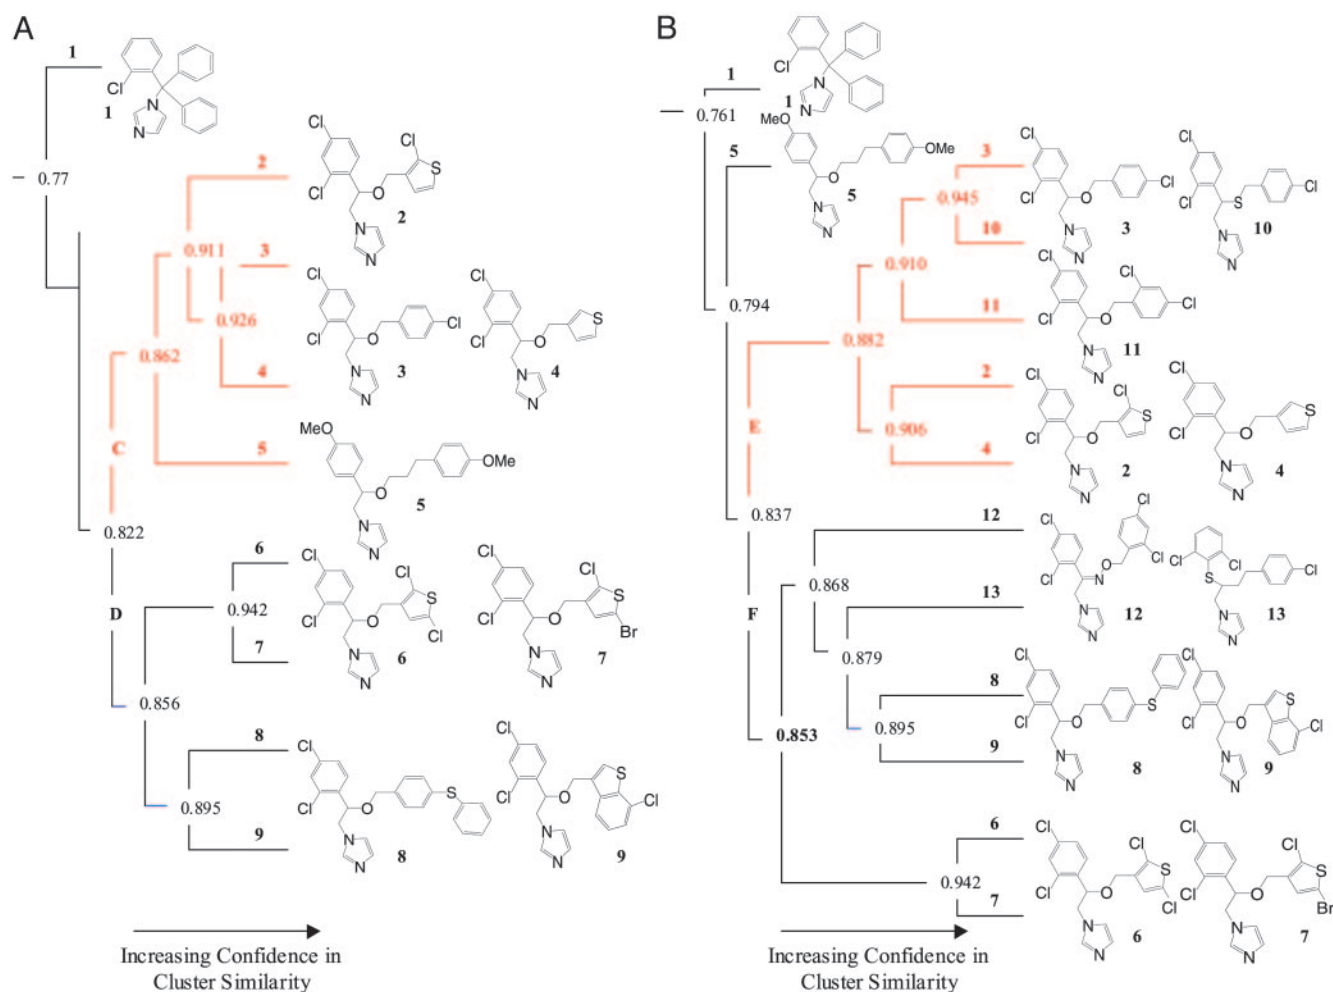 A
1
Cl
N
N
1
0.77
2
Cl
Cl
Cl
S
O
N
N
2
0.911
3
Cl
Cl
Cl
O
N
N
3
Cl
Cl
S
O
N
N
4
0.926
0.862
4
C
5
MeO
OMe
O
N
N
5
0.822
6
Cl
Cl
Cl
S
O
Cl
N
N
6
Cl
Cl
Cl
S
O
Br
N
N
7
D
0.942
7
0.856
8
Cl
Cl
O
S
N
N
8
Cl
Cl
S
O
Cl
N
N
9
0.895
9
Increasing Confidence in
Cluster Similarity
B
1
Cl
N
N
1
0.761
5
MeO
OMe
O
N
N
5
3
Cl
Cl
Cl
O
N
N
3
Cl
Cl
Cl
S
N
N
10
0.945
10
0.910
11
Cl
Cl
Cl
Cl
O
N
N
11
0.794
0.882
2
Cl
Cl
Cl
S
O
N
N
2
Cl
Cl
S
O
N
N
4
E
0.906
4
0.837
12
Cl
Cl
Cl
Cl
N
O
N
N
12
Cl
Cl
Cl
S
N
N
13
0.868
13
F
0.879
8
Cl
Cl
O
S
N
N
8
Cl
Cl
S
O
Cl
N
N
9
0.853
0.895
9
6
Cl
Cl
Cl
S
O
Cl
N
N
6
Cl
Cl
Cl
S
O
Br
N
N
7
0.942
7
Increasing Confidence in
Cluster Similarity